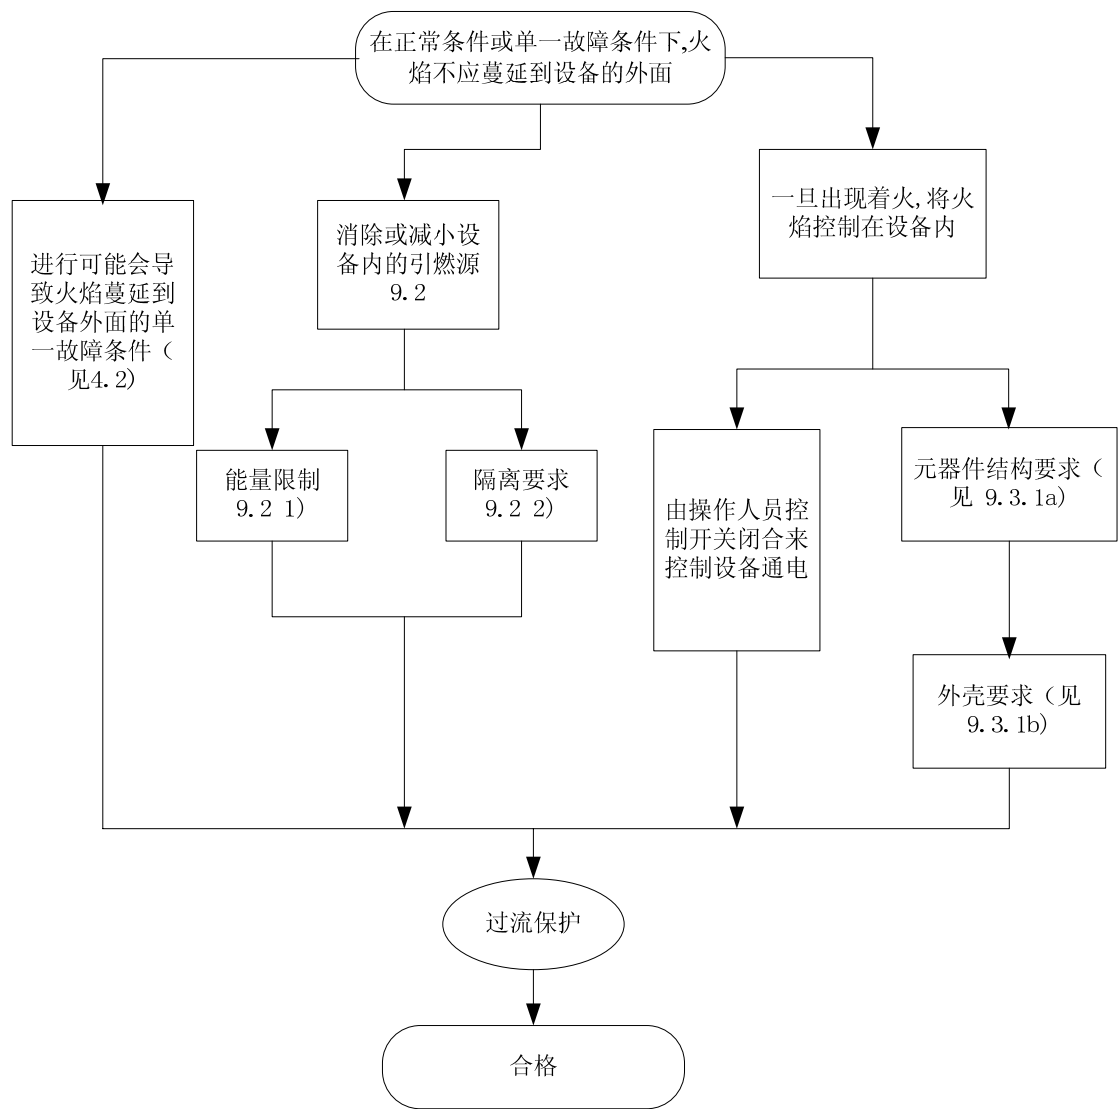 在正常条件或单一故障条件下,火
焰不应蔓延到设备的外面
进行可能会导
致火焰蔓延到
设备外面的单
一故障条件（
见4.2)
消除或减小设
备内的引燃源
9.2
一旦出现着火,将火
焰控制在设备内
能量限制
9.2 1)
隔离要求
9.2 2)
由操作人员控
制开关闭合来
控制设备通电
元器件结构要求（
见 9.3.1a)
外壳要求（见
9.3.1b)
过流保护
合格